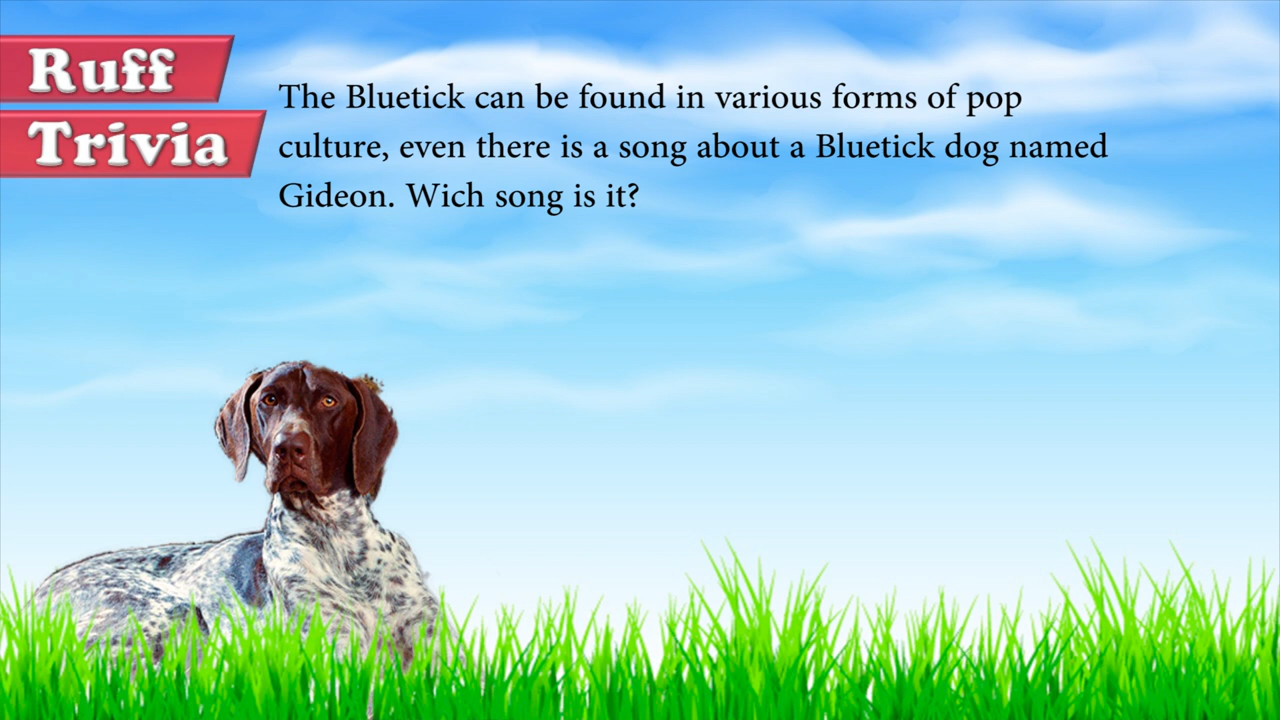 Ruff
Trivia
The Bluetick can be found in various forms of pop
culture, even there is a song about a Bluetick dog named
Gideon. Wich song is it?